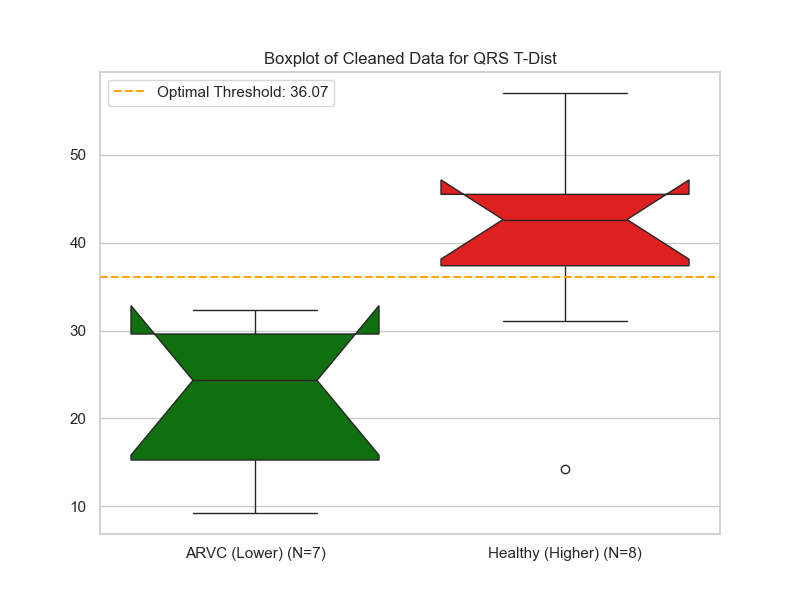 Boxplot of Cleaned Data for QRS T-Dist
Optimal Threshold: 36.07
50
40
30
20
10
ARVC (Lower) (N=7)
Healthy (Higher) (N=8)